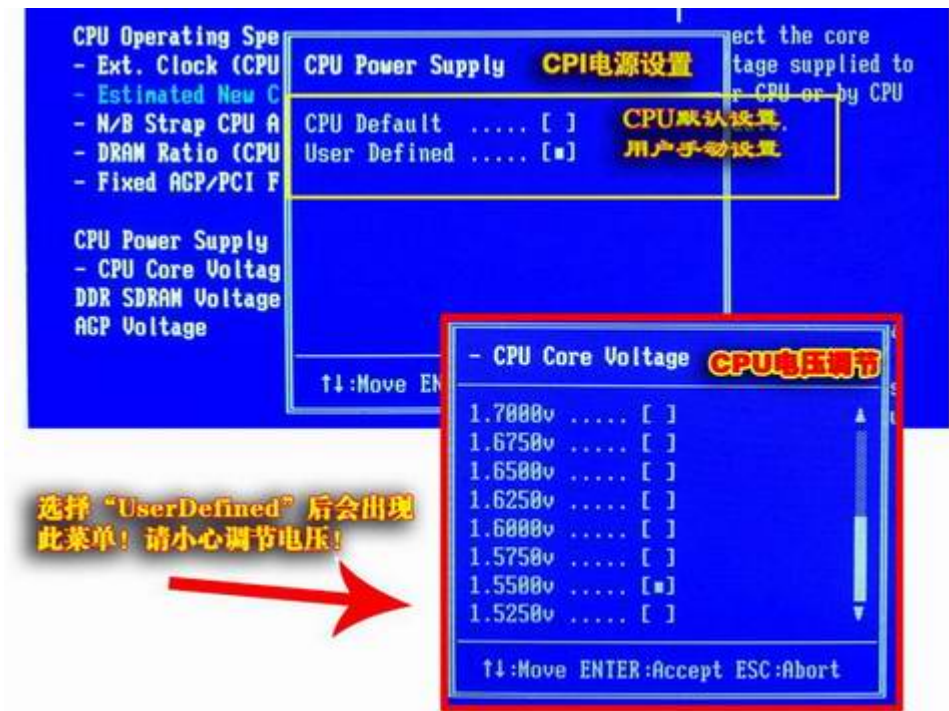 CPU Operating Spe
- Ext. Clock (CPU
- Estimated New C
- N/B Strap CPU A
- DRAM Ratio (CPU
- Fixed AGP/PCI F
CPU Power Supply
- CPU Core Voltag
DDR SDRAM Voltage
AGP Voltage
CPU Power Supply CPI电源设置
CPU Default ..... [ ] CPU默认设置
User Defined ..... [■] 用户手动设置
↑↓:Move EN
ect the core
tage supplied to
r CPU or by CPU
- CPU Core Voltage CPU电压调节
1.7000v ..... [ ]
1.6750v ..... [ ]
1.6500v ..... [ ]
1.6250v ..... [ ]
1.6000v ..... [ ]
1.5750v ..... [ ]
1.5500v ..... [■]
1.5250v ..... [ ]
↑↓:Move ENTER:Accept ESC:Abort
选择“UserDefined”后会出现
此菜单！请小心调节电压！